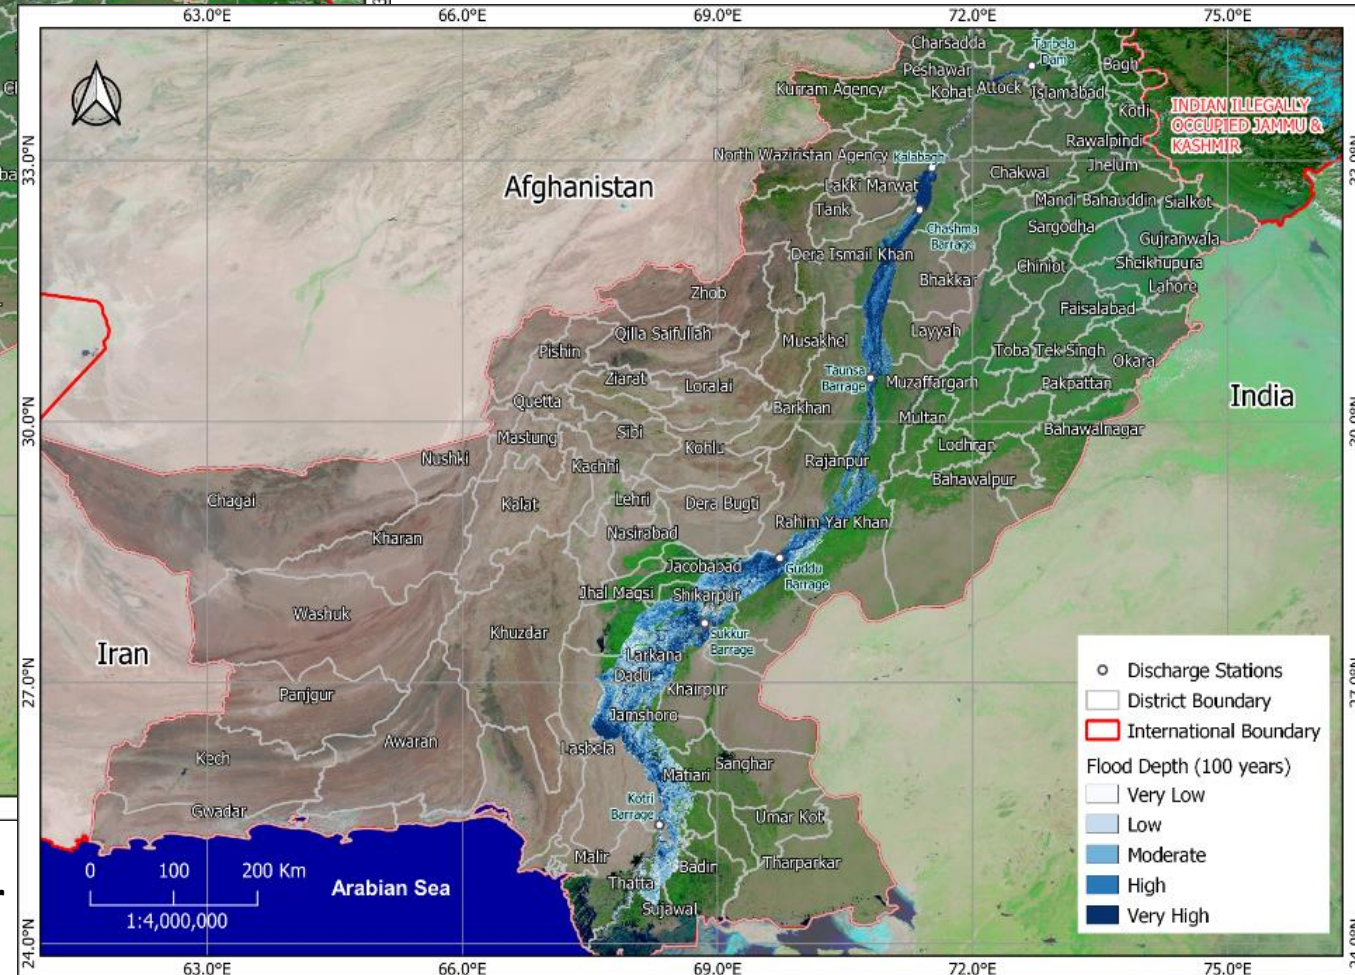 63.0°E
66.0°E
69.0°E
72.0°E
75.0°E
Charsadda
Tarbela
Dam
Peshawar
Bagh
Kurram Agency
Kohat
Attock
Islamabad
Kotli
INDIAN ILLEGALLY
OCCUPIED JAMMU &
KASHMIR
Rawalpindi
33.0°N
North Waziristan Agency
Kalabagh
Jhelum
Chakwal
Afghanistan
Lakki Marwat
Tank
Mandi Bahauddin
Sialkot
Chashma
Barrage
Sargodha
Gujranwala
Dera Ismail Khan
Chiniot
Sheikhupura
Bhakkar
Lahore
Zhob
Faisalabad
Qilla Saifullah
Musakhel
Layyah
Pishin
Toba Tek Singh
Okara
Ziarat
Loralai
Taunsa
Barrage
Muzaffargarh
Pakpattan
India
Quetta
Barkhan
Multan
30.0°N
Mastung
Sibi
Kohlu
Lodhran
Bahawalnagar
Nushki
Kachhi
Rajanpur
Bahawalpur
Chagai
Kalat
Lehri
Dera Bugti
Kharan
Nasirabad
Rahim Yar Khan
Jacobabad
Guddu
Barrage
Jhal Magsi
Shikarpur
Washuk
Khuzdar
Sukkur
Barrage
Iran
Larkana
Dadu
Khairpur
27.0°N
Panjgur
Jamshoro
Awaran
Lasbela
Kech
Matiari
Sanghar
Gwadar
Kotri
Barrage
Umar Kot
Malir
Badin
Tharparkar
Thatta
Sujawal
0 100 200 Km
1:4,000,000
Arabian Sea
Discharge Stations
District Boundary
International Boundary
Flood Depth (100 years)
Very Low
Low
Moderate
High
Very High
24.0°N
63.0°E
66.0°E
69.0°E
72.0°E
75.0°E